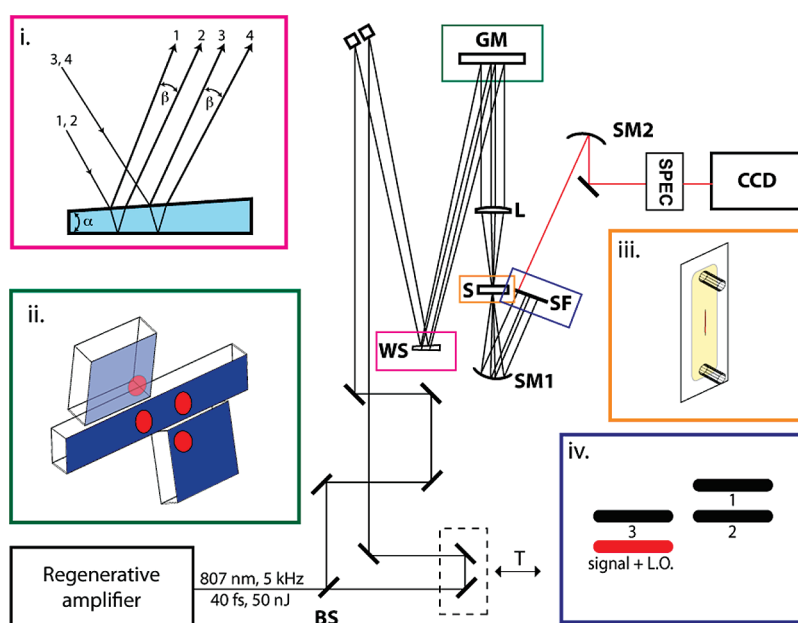 i.
1 2 3 4
3, 4
β β
1, 2
α
GM
SM2
SPEC
CCD
L
iii.
S
SF
ii.
WS
SM1
iv.
1
3 2
signal + L.O.
T
Regenerative
amplifier
807 nm, 5 kHz
40 fs, 50 nJ
BS